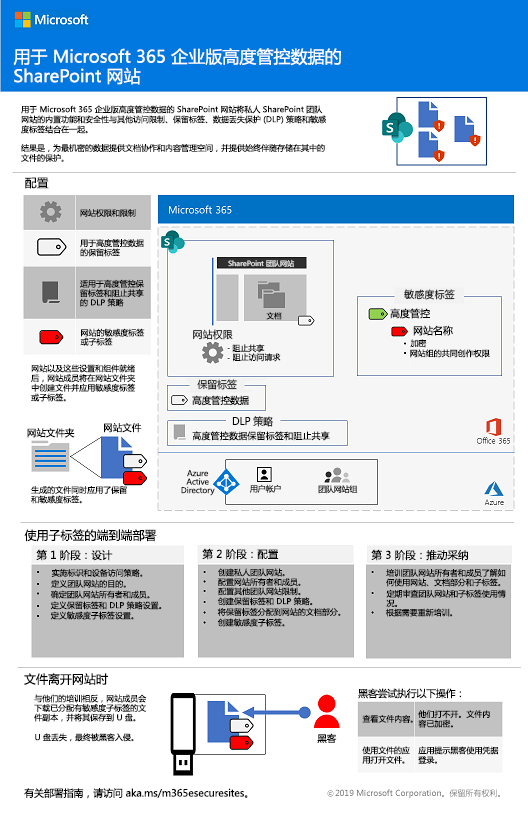 Microsoft
用于 Microsoft 365 企业版高度管控数据的
SharePoint 网站
用于 Microsoft 365 企业版高度管控数据的 SharePoint 网站将私人 SharePoint 团队
网站的内置功能和安全性与其他访问限制、保留标签、数据丢失保护 (DLP) 策略和敏感
度标签结合在一起。
结果是，为最机密的数据提供文档协作和内容管理空间，并提供始终伴随存储在其中的
文件的保护。
配置
网站权限和限制
用于高度管控数据
的保留标签
适用于高度管控保
留标签和阻止共享
的 DLP 策略
网站的敏感度标签
或子标签
网站以及这些设置和组件就绪
后，网站成员将在网站文件夹
中创建文件并应用敏感度标签
或子标签。
网站文件夹
网站文件
生成的文件同时应用了保留
和敏感度标签。
Microsoft 365
SharePoint 团队网站
文档
网站权限
- 阻止共享
- 阻止访问请求
敏感度标签
高度管控
网站名称
• 加密
• 网站组的共同创作权限
保留标签
高度管控数据
DLP 策略
高度管控数据保留标签和阻止共享
Office 365
Azure
Active
Directory
用户帐户
团队网站组
Azure
使用子标签的端到端部署
第 1 阶段：设计
• 实施标识和设备访问策略。
• 定义团队网站的目的。
• 确定团队网站所有者和成员。
• 定义保留标签和 DLP 策略设置。
• 定义敏感度子标签设置。
第 2 阶段：配置
• 创建私人团队网站。
• 配置网站所有者和成员。
• 配置其他团队网站限制。
• 创建保留标签和 DLP 策略。
• 将保留标签分配到网站的文档部分。
• 创建敏感度子标签。
第 3 阶段：推动采纳
• 培训团队网站所有者和成员了解如
何使用网站、文档部分和子标签。
• 定期审查团队网站和子标签使用情
况。
• 根据需要重新培训。
文件离开网站时
与他们的培训相反，网站成员会
下载已分配有敏感度子标签的文
件副本，并将其保存到 U 盘。
U 盘丢失，最终被黑客入侵。
黑客
黑客尝试执行以下操作：
查看文件内容。
他们打不开。文件内
容已加密。
使用文件的应
用打开文件。
应用提示黑客使用凭据
登录。
有关部署指南，请访问 aka.ms/m365esecuresites。
© 2019 Microsoft Corporation。保留所有权利。